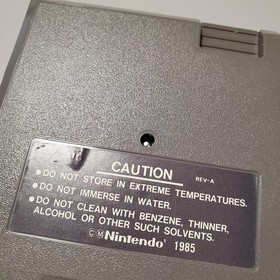 CAUTION
REV-A
•DO NOT STORE IN EXTREME TEMPERATURES.
•DO NOT IMMERSE IN WATER.
•DO NOT CLEAN WITH BENZENE, THINNER,
ALCOHOL OR OTHER SUCH SOLVENTS.
©M Nintendo 1985